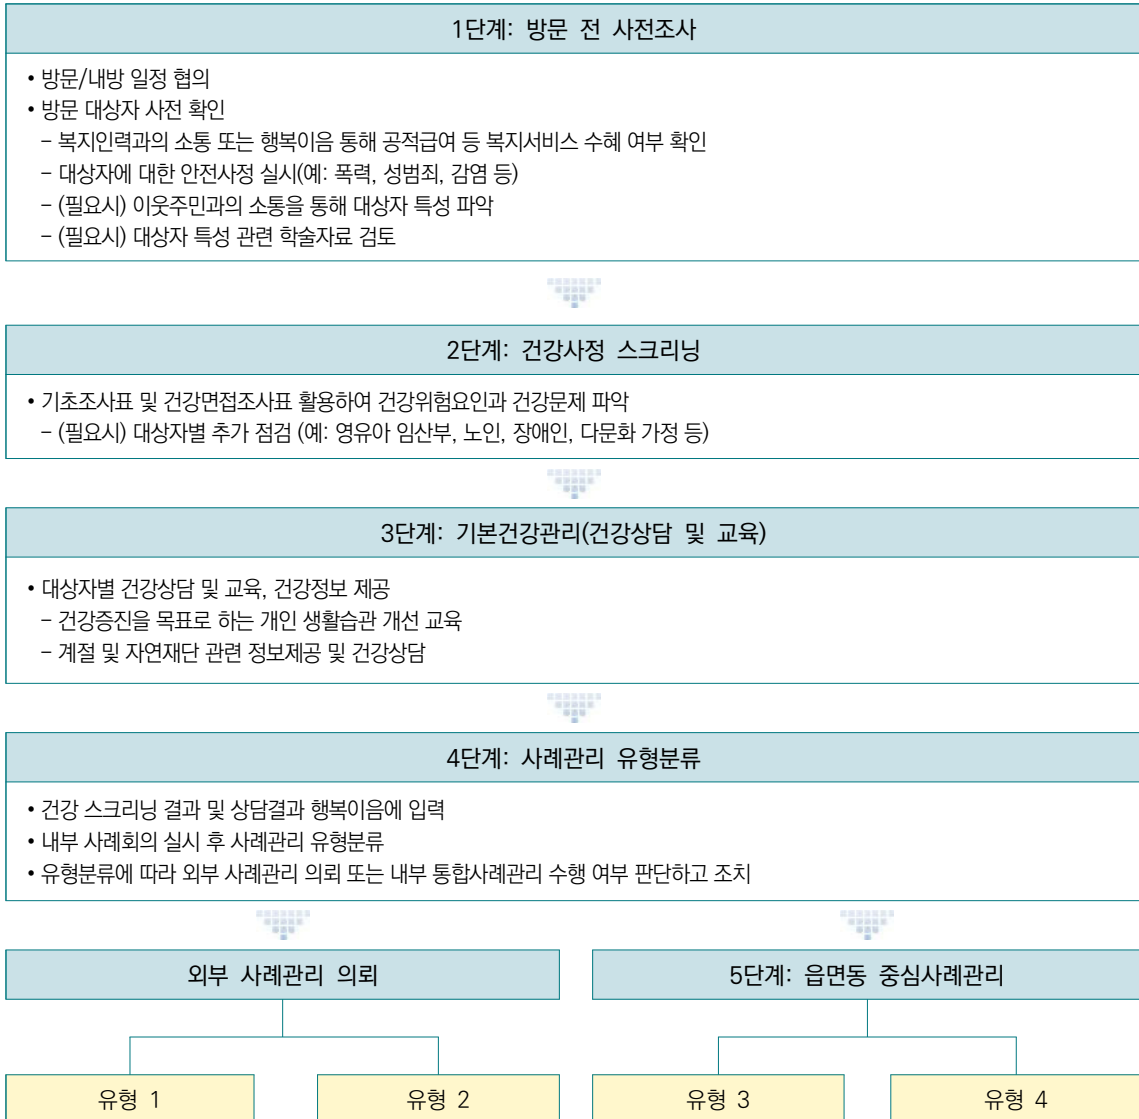 1단계: 방문 전 사전조사
• 방문/내방 일정 협의
• 방문 대상자 사전 확인
– 복지인력과의 소통 또는 행복이음 통해 공적급여 등 복지서비스 수혜 여부 확인
– 대상자에 대한 안전사정 실시(예: 폭력, 성범죄, 감염 등)
– (필요시) 이웃주민과의 소통을 통해 대상자 특성 파악
– (필요시) 대상자 특성 관련 학술자료 검토
2단계: 건강사정 스크리닝
• 기초조사표 및 건강면접조사표 활용하여 건강위험요인과 건강문제 파악
– (필요시) 대상자별 추가 점검 (예: 영유아 임산부, 노인, 장애인, 다문화 가정 등)
3단계: 기본건강관리(건강상담 및 교육)
• 대상자별 건강상담 및 교육, 건강정보 제공
– 건강증진을 목표로 하는 개인 생활습관 개선 교육
– 계절 및 자연재단 관련 정보제공 및 건강상담
4단계: 사례관리 유형분류
• 건강 스크리닝 결과 및 상담결과 행복이음에 입력
• 내부 사례회의 실시 후 사례관리 유형분류
• 유형분류에 따라 외부 사례관리 의뢰 또는 내부 통합사례관리 수행 여부 판단하고 조치
외부 사례관리 의뢰
5단계: 읍면동 중심사례관리
유형 1
유형 2
유형 3
유형 4